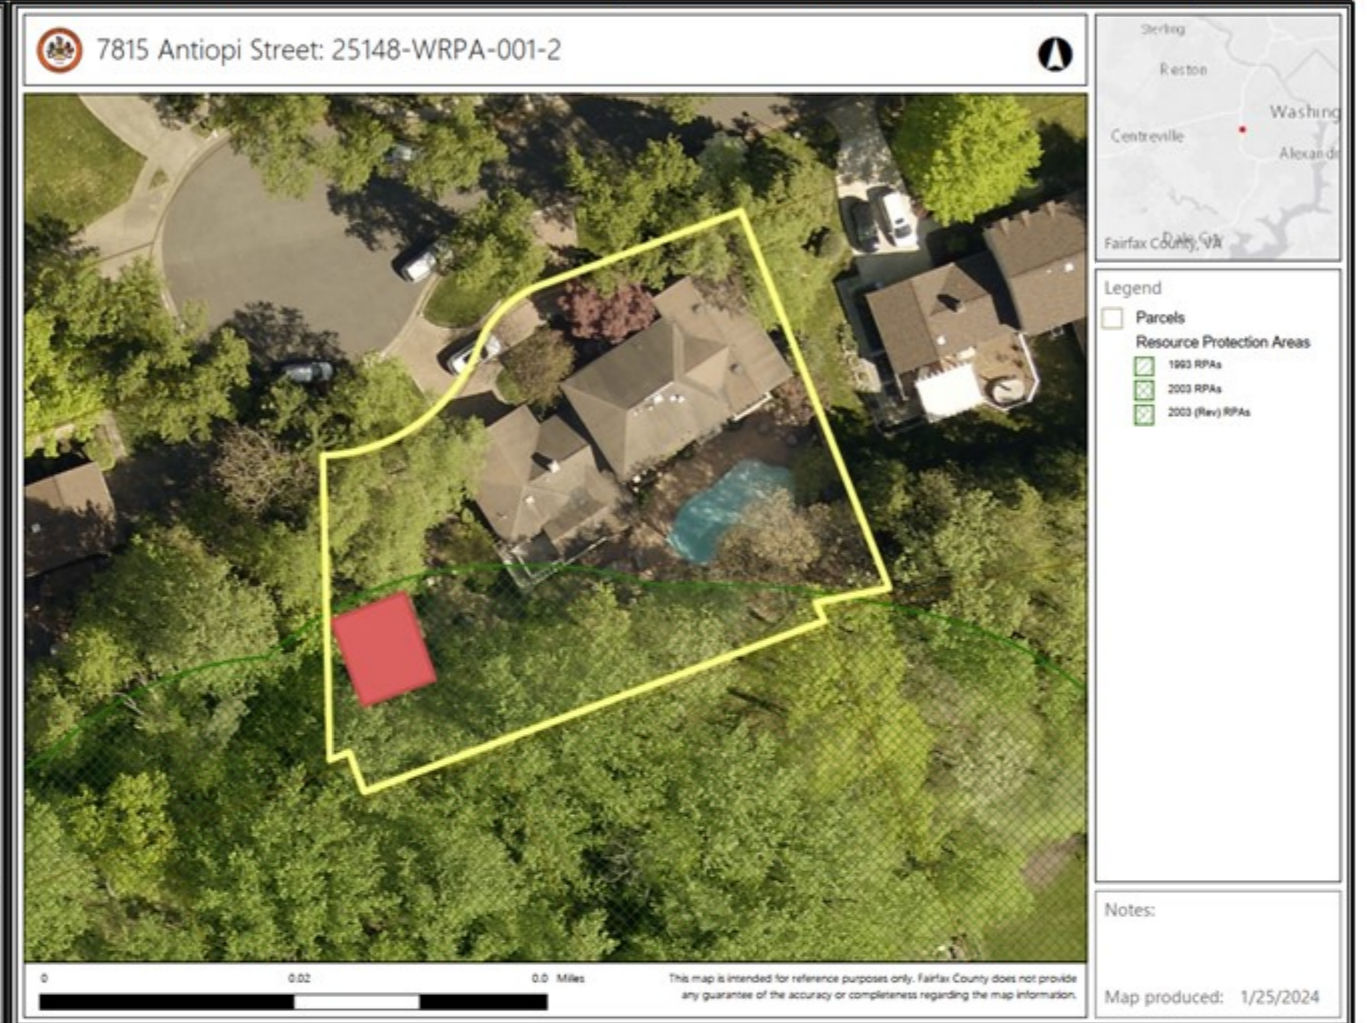 7815 Antiopi Street: 25148-WRPA-001-2
Sterling
Reston
Washing
Centreville
Alexand
Dale City
Fairfax County, VA
Legend
Parcels
Resource Protection Areas
1993 RPAs
2003 RPAs
2003 (Rev) RPAs
0 0.02 0.0 Miles
This map is intended for reference purposes only. Fairfax County does not provide
any guarantee of the accuracy or completeness regarding the map information.
Notes:
Map produced: 1/25/2024